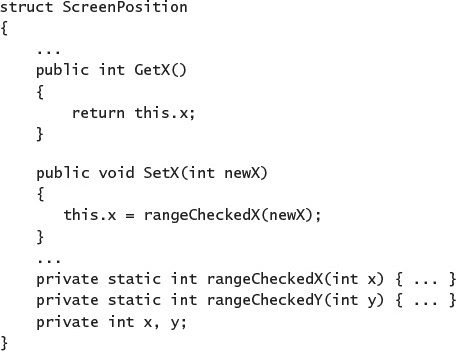 struct ScreenPosition
{
    ...
    public int GetX()
    {
        return this.x;
    }

    public void SetX(int newX)
    {
       this.x = rangeCheckedX(newX);
    }
    ...
    private static int rangeCheckedX(int x) { ... }
    private static int rangeCheckedY(int y) { ... }
    private int x, y;
}